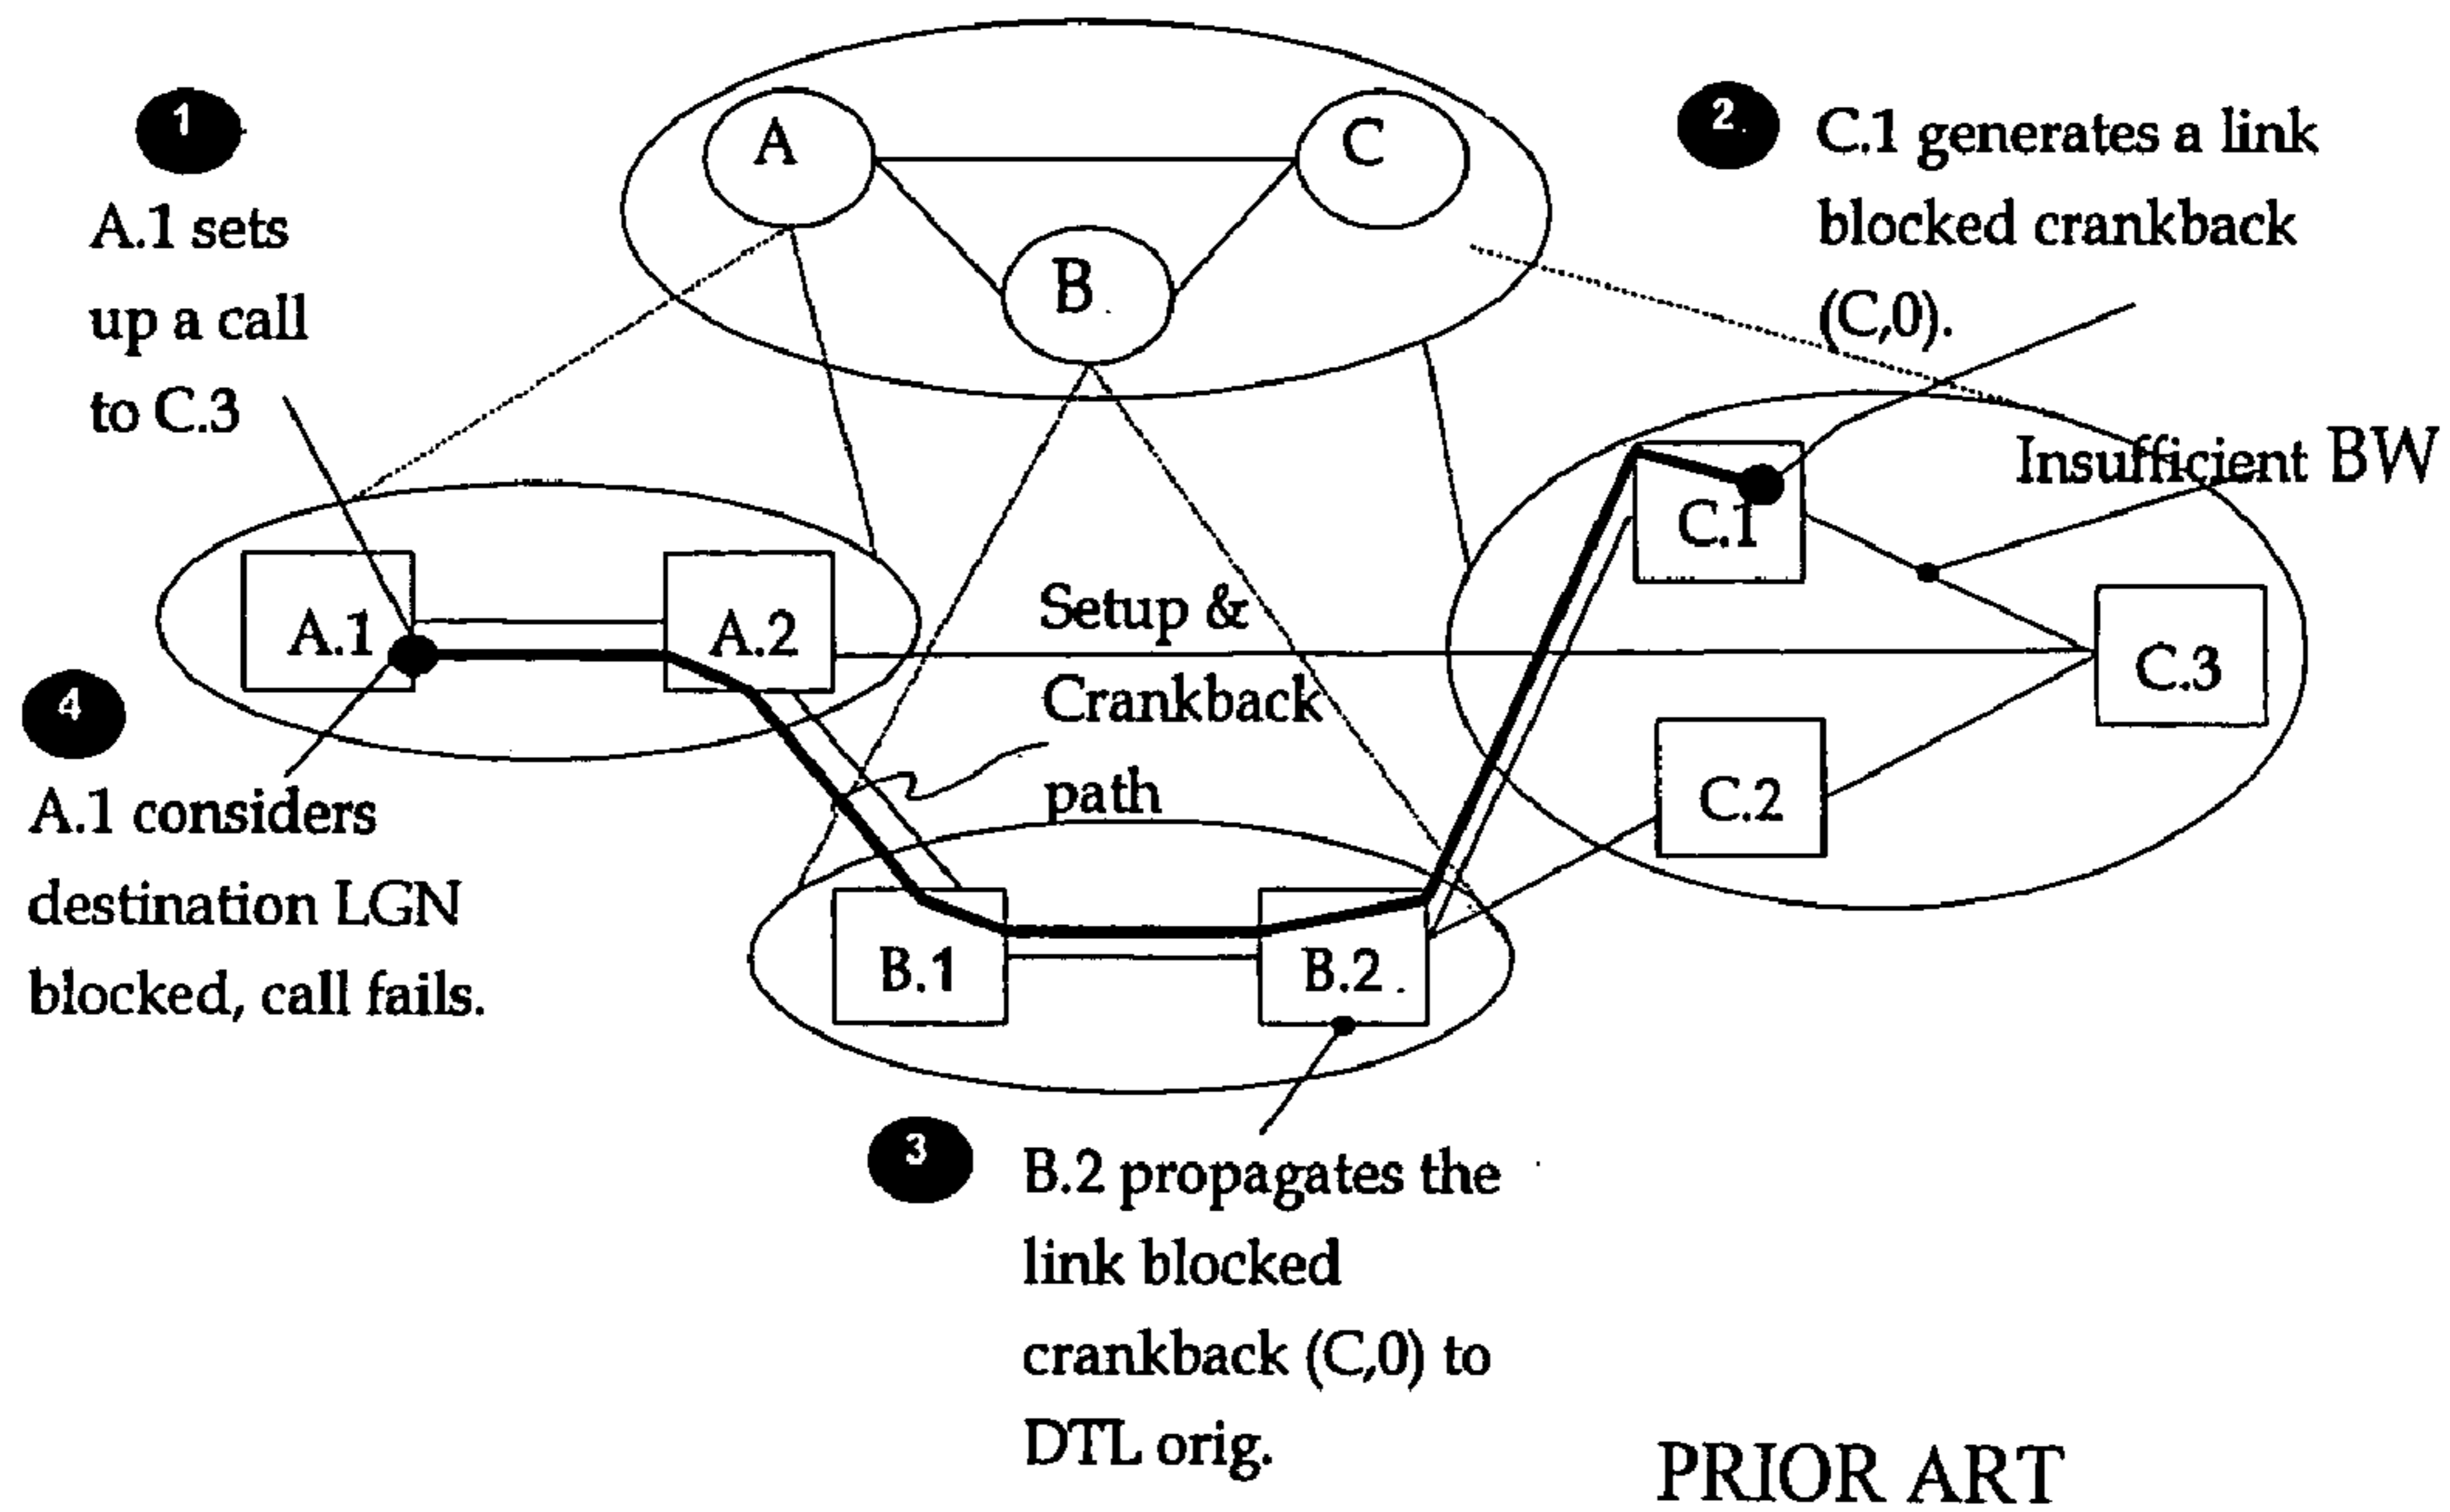 1
A.1 sets
up a call
to C.3
A
C
B
2
C.1 generates a link
blocked crankback
(C,0).
Insufficient BW
C.1
C.3
C.2
A.1
A.2
Setup &
Crankback
path
4
A.1 considers
destination LGN
blocked, call fails.
B.1
B.2
3
B.2 propagates the
link blocked
crankback (C,0) to
DTL orig.
PRIOR ART